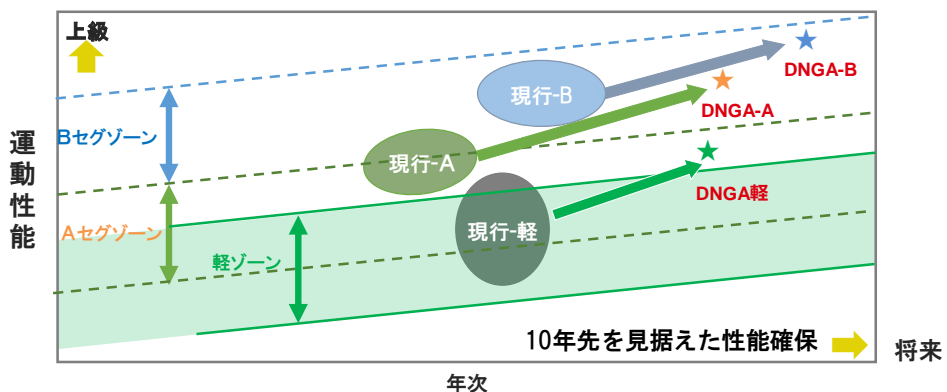 上級
運動性能
Bセグゾーン
Aセグゾーン
軽ゾーン
現行-B
現行-A
現行-軽
DNGA-B
DNGA-A
DNGA軽
10年先を見据えた性能確保
将来
年次